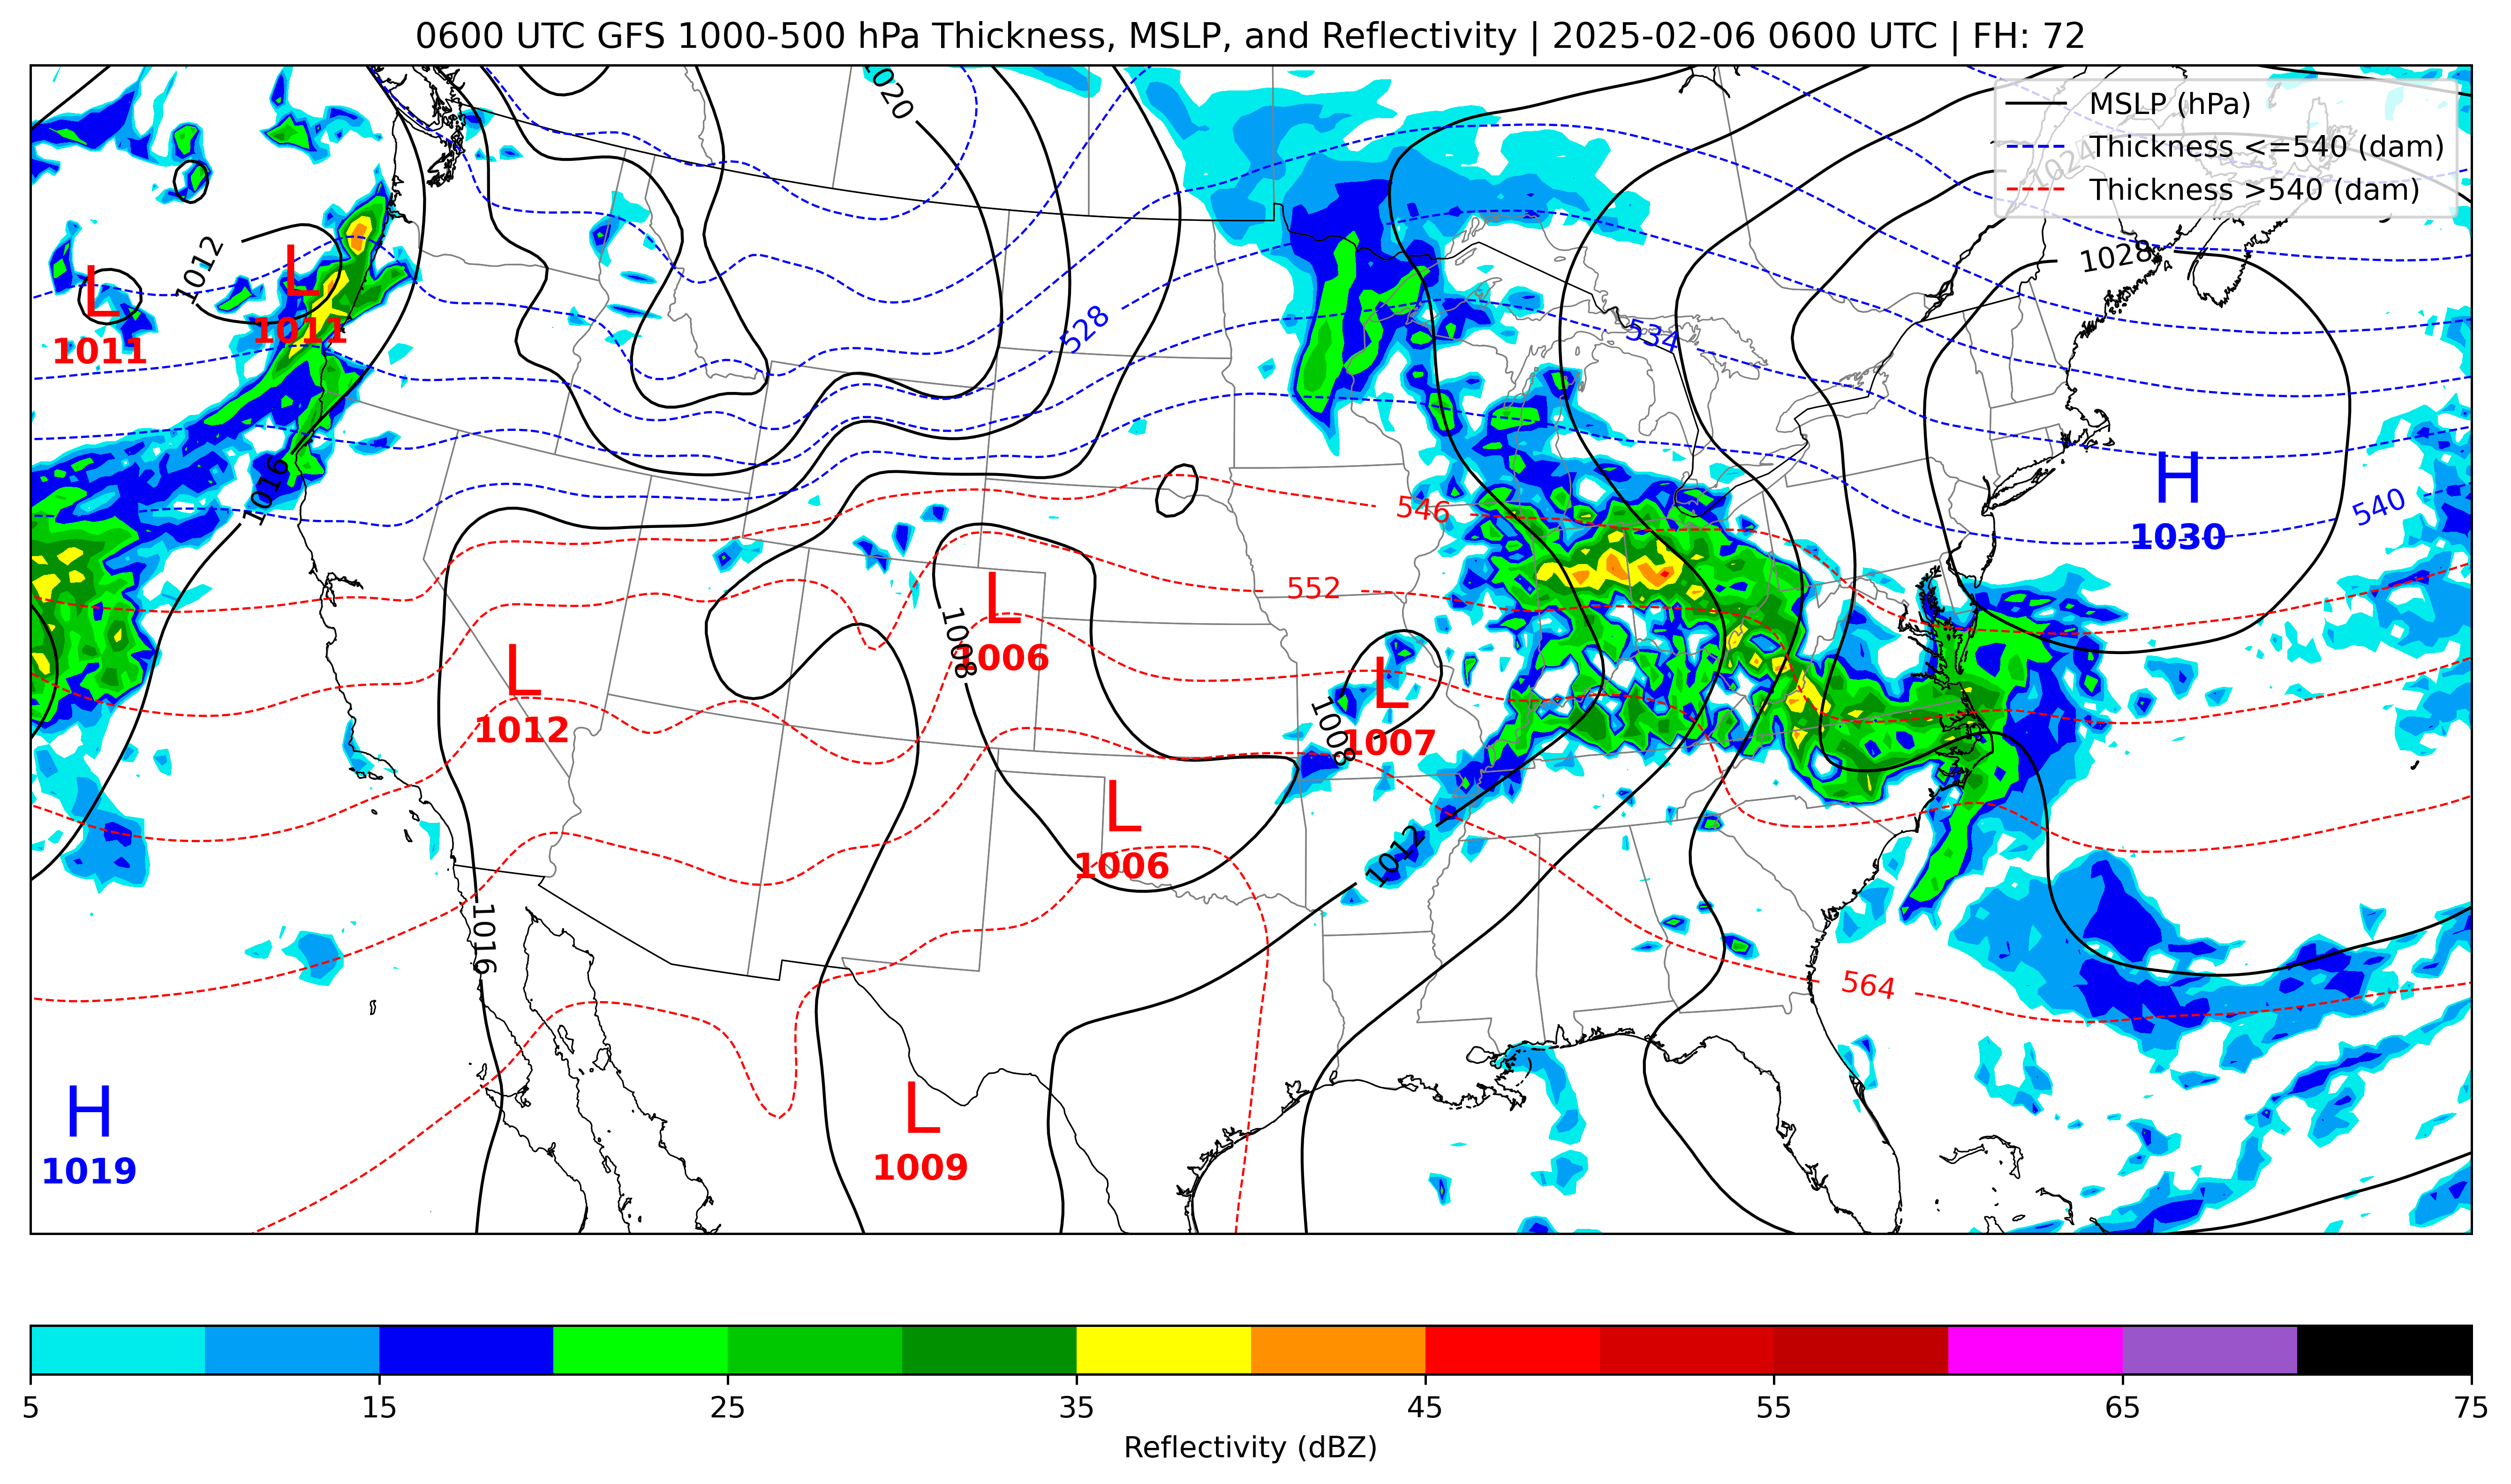 0600 UTC GFS 1000-500 hPa Thickness, MSLP, and Reflectivity | 2025-02-06 0600 UTC | FH: 72
MSLP (hPa)
Thickness <=540 (dam)
Thickness >540 (dam)
1020
1024
1012
1028
L
1011
L
1011
528
534
1016
546
H
1030
540
552
L
1006
1008
L
1012
L
1007
1008
L
1006
1012
1016
564
L
1009
H
1019
5 15 25 35 45 55 65 75
Reflectivity (dBZ)